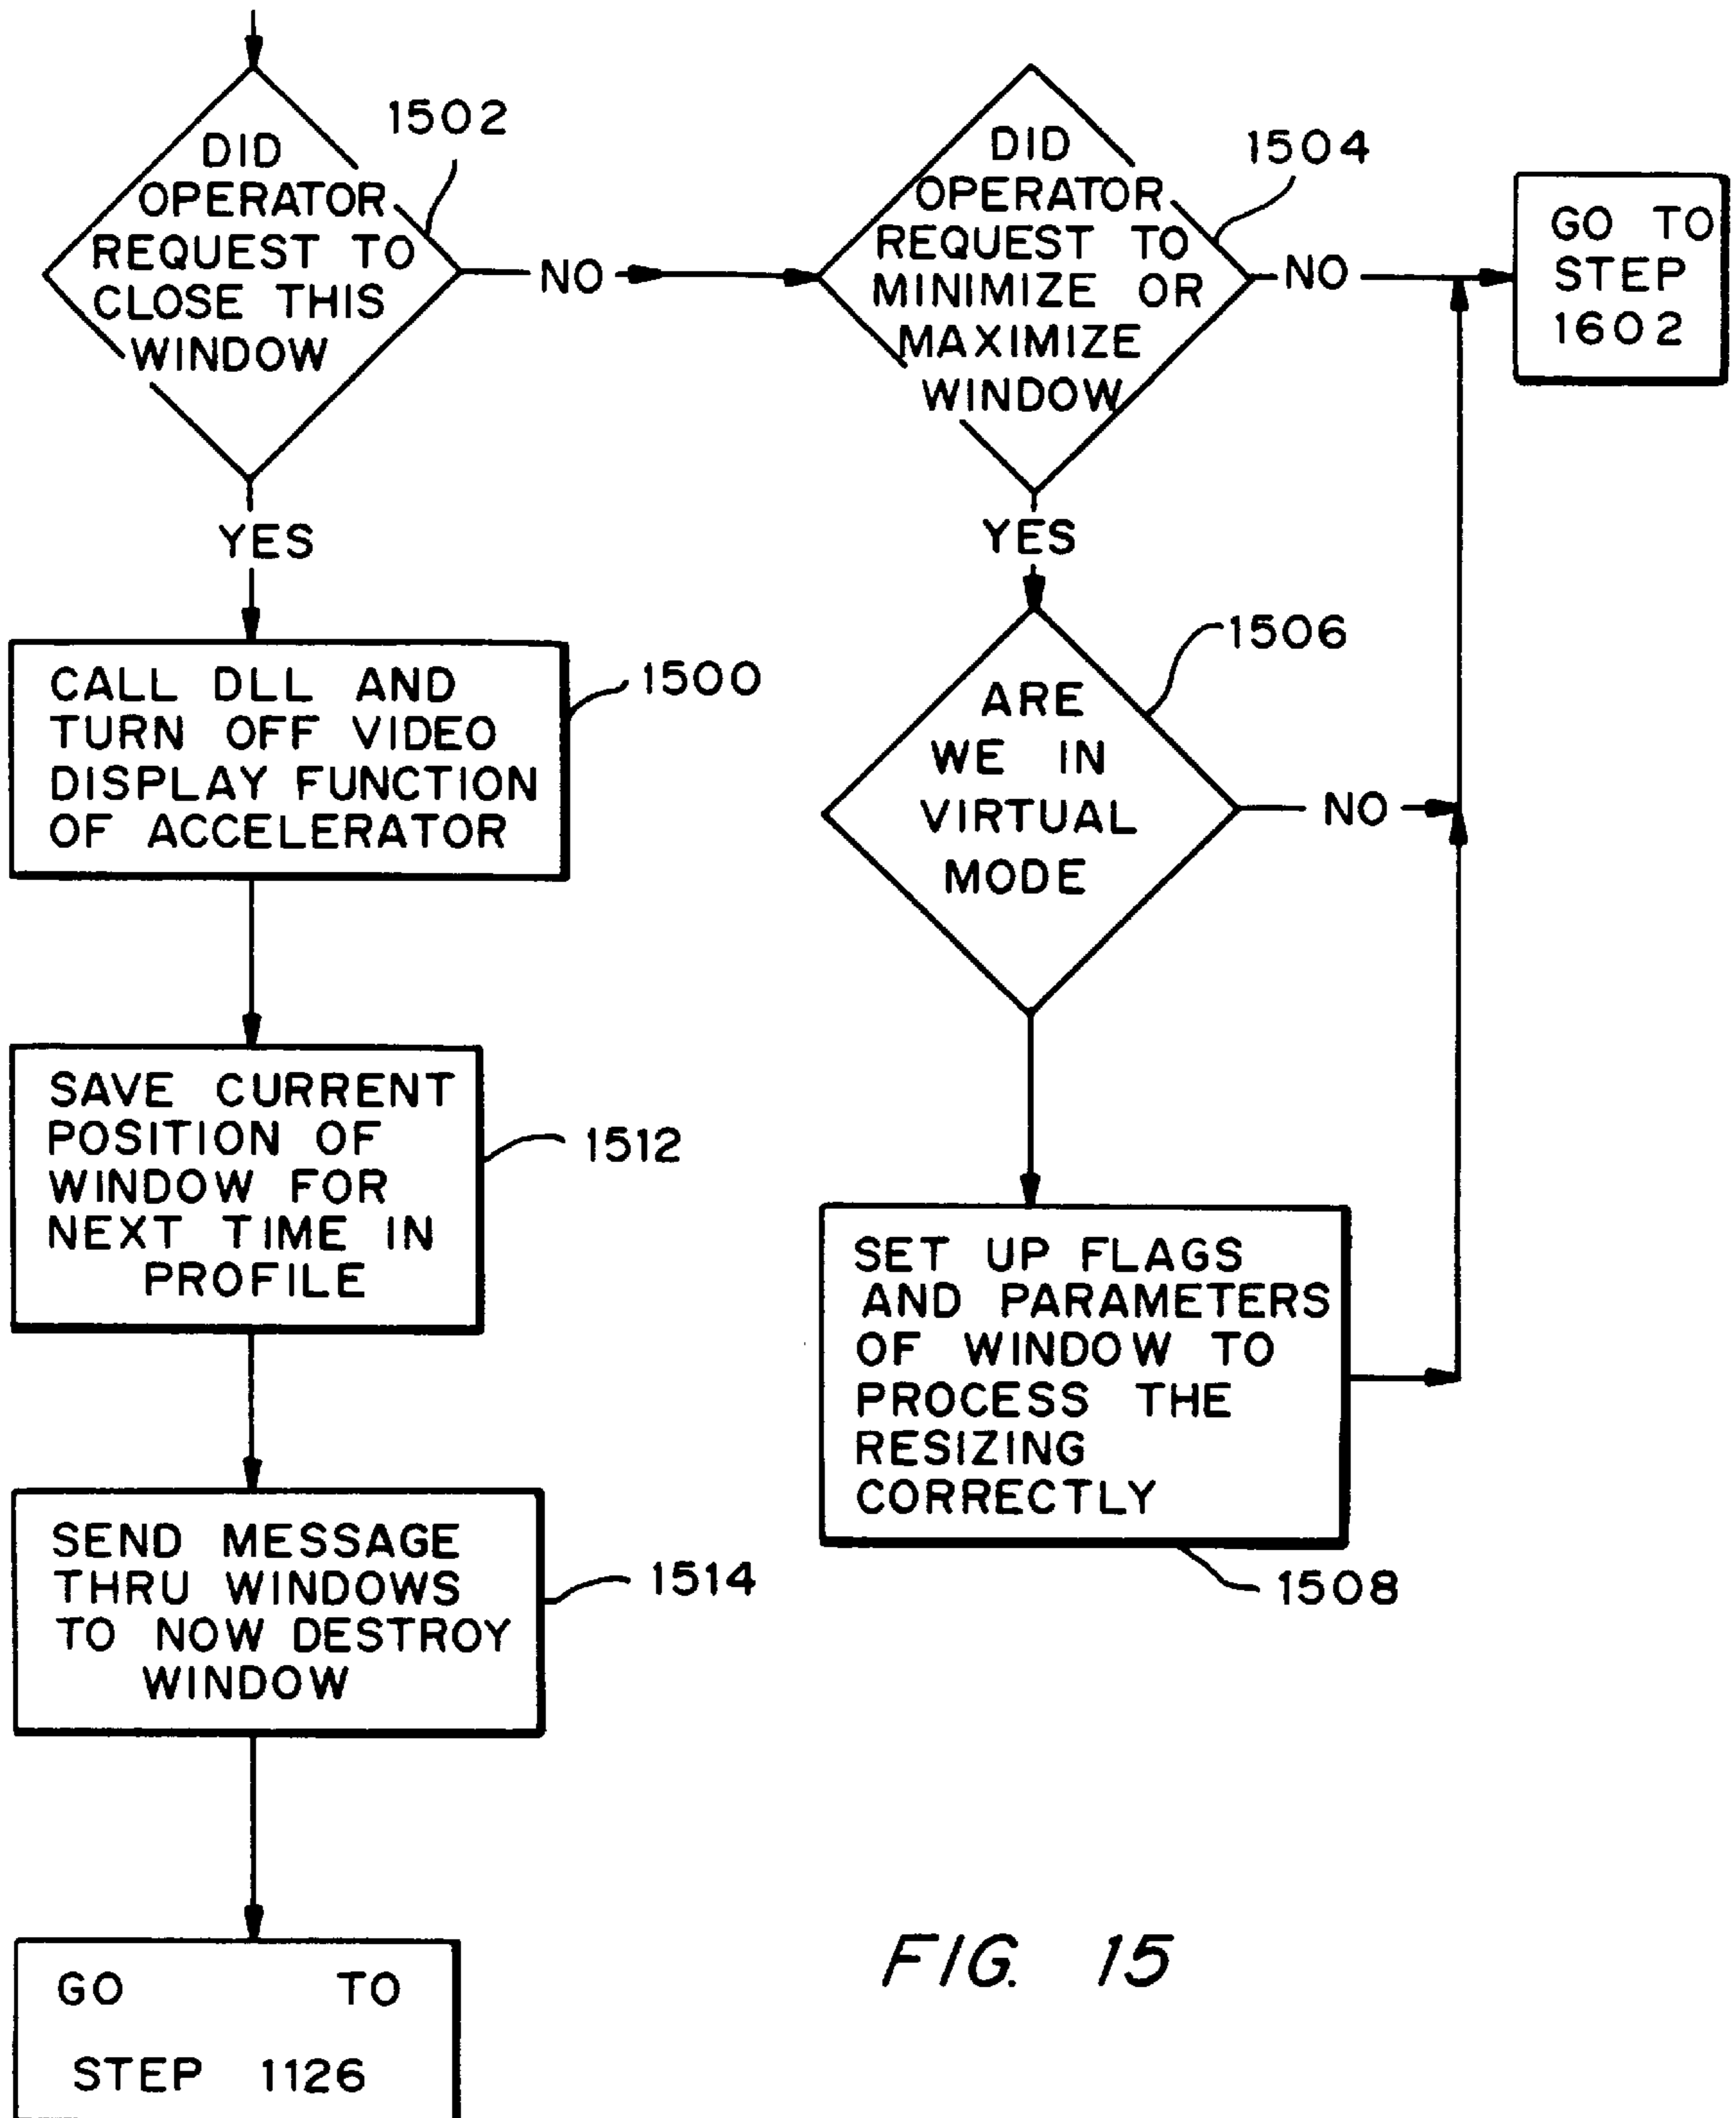 DID
OPERATOR
REQUEST TO
CLOSE THIS
WINDOW
1502
NO
DID
OPERATOR
REQUEST TO
MINIMIZE OR
MAXIMIZE
WINDOW
1504
NO
GO TO
STEP
1602
YES
YES
CALL DLL AND
TURN OFF VIDEO
DISPLAY FUNCTION
OF ACCELERATOR
1500
ARE
WE IN
VIRTUAL
MODE
1506
NO
SAVE CURRENT
POSITION OF
WINDOW FOR
NEXT TIME IN
PROFILE
1512
SET UP FLAGS
AND PARAMETERS
OF WINDOW TO
PROCESS THE
RESIZING
CORRECTLY
1508
SEND MESSAGE
THRU WINDOWS
TO NOW DESTROY
WINDOW
1514
GO TO
STEP 1126
FIG. 15